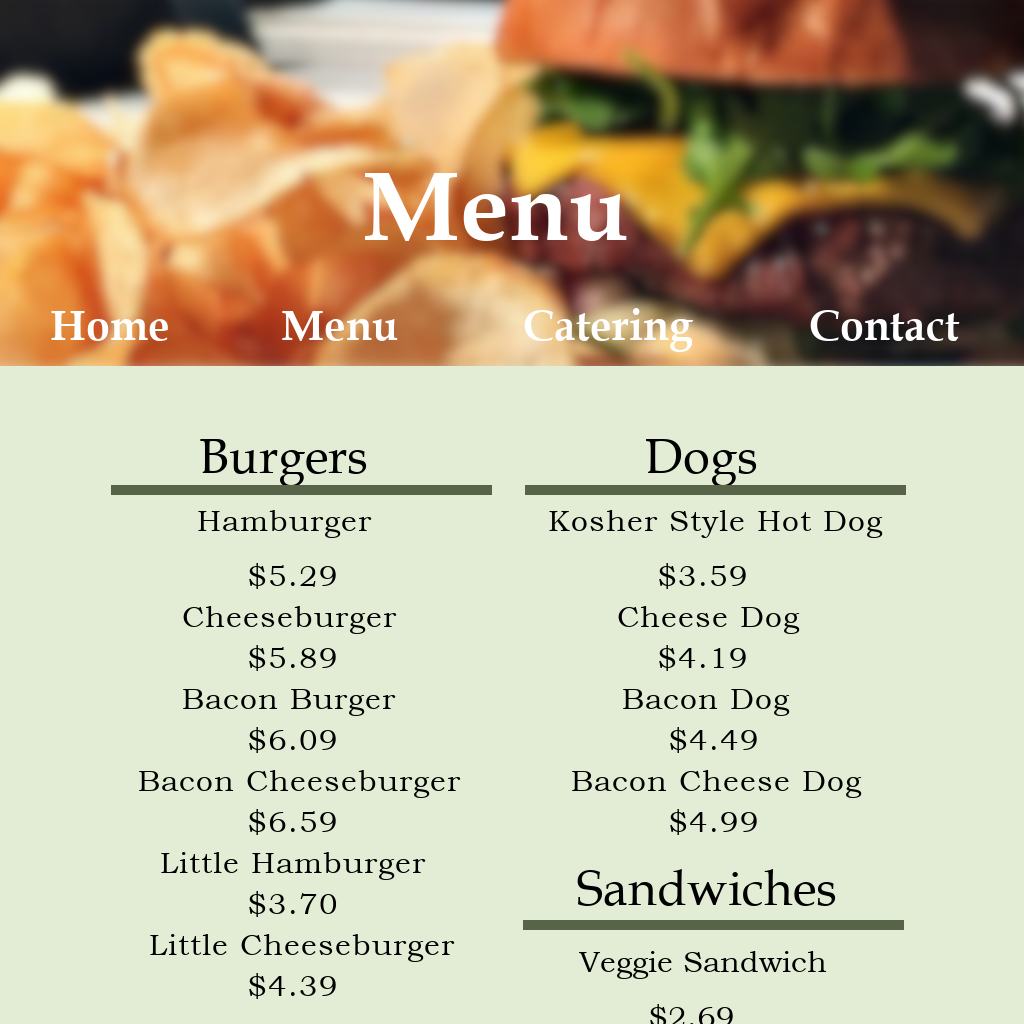 Menu
Home Menu Catering Contact
Burgers
Hamburger
$5.29
Cheeseburger
$5.89
Bacon Burger
$6.09
Bacon Cheeseburger
$6.59
Little Hamburger
$3.70
Little Cheeseburger
$4.39
Dogs
Kosher Style Hot Dog
$3.59
Cheese Dog
$4.19
Bacon Dog
$4.49
Bacon Cheese Dog
$4.99
Sandwiches
Veggie Sandwich
$2.69